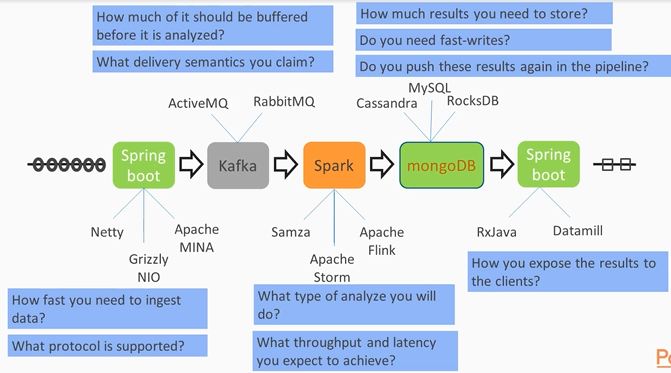 How much of it should be buffered
before it is analyzed?
What delivery semantics you claim?
How much results you need to store?
Do you need fast-writes?
Do you push these results again in the pipeline?
ActiveMQ
RabbitMQ
Cassandra
MySQL
RocksDB
Spring
boot
Kafka
Spark
mongoDB
Spring
boot
Netty
Grizzly
NIO
Apache
MINA
Samza
Apache
Storm
Apache
Flink
RxJava
Datamill
How fast you need to ingest
data?
What protocol is supported?
What type of analyze you will
do?
What throughput and latency
you expect to achieve?
How you expose the results to
the clients?